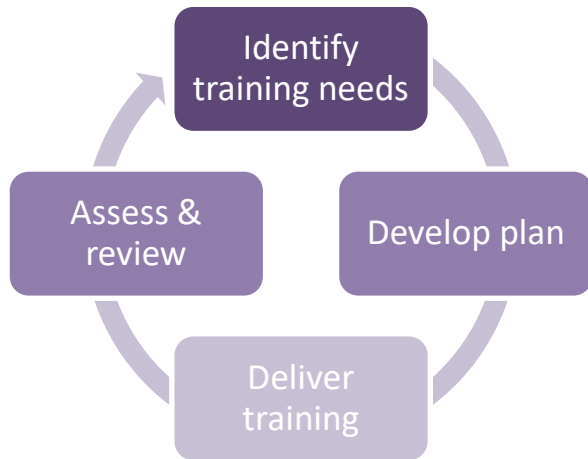 Identify
training needs
Develop plan
Deliver
training
Assess &
review